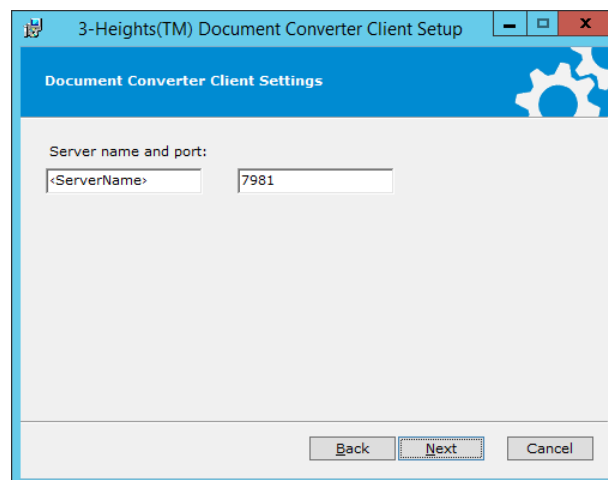 3-Heights(TM) Document Converter Client Setup
Document Converter Client Settings
Server name and port:
<ServerName> 7981
Back Next Cancel